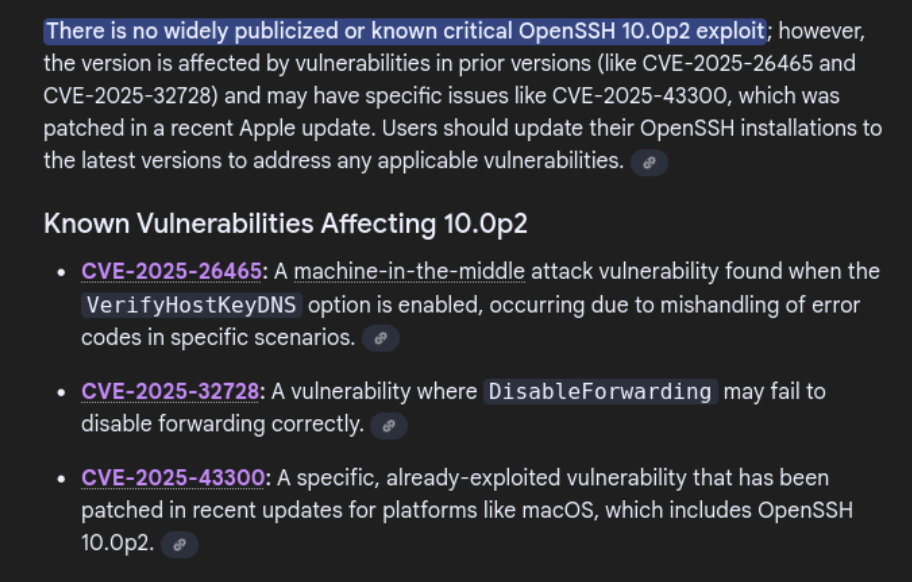 There is no widely publicized or known critical OpenSSH 10.0p2 exploit; however,
the version is affected by vulnerabilities in prior versions (like CVE-2025-26465 and
CVE-2025-32728) and may have specific issues like CVE-2025-43300, which was
patched in a recent Apple update. Users should update their OpenSSH installations to
the latest versions to address any applicable vulnerabilities.
Known Vulnerabilities Affecting 10.0p2
• CVE-2025-26465: A machine-in-the-middle attack vulnerability found when the
VerifyHostKeyDNS option is enabled, occurring due to mishandling of error
codes in specific scenarios.
• CVE-2025-32728: A vulnerability where DisableForwarding may fail to
disable forwarding correctly.
• CVE-2025-43300: A specific, already-exploited vulnerability that has been
patched in recent updates for platforms like macOS, which includes OpenSSH
10.0p2.